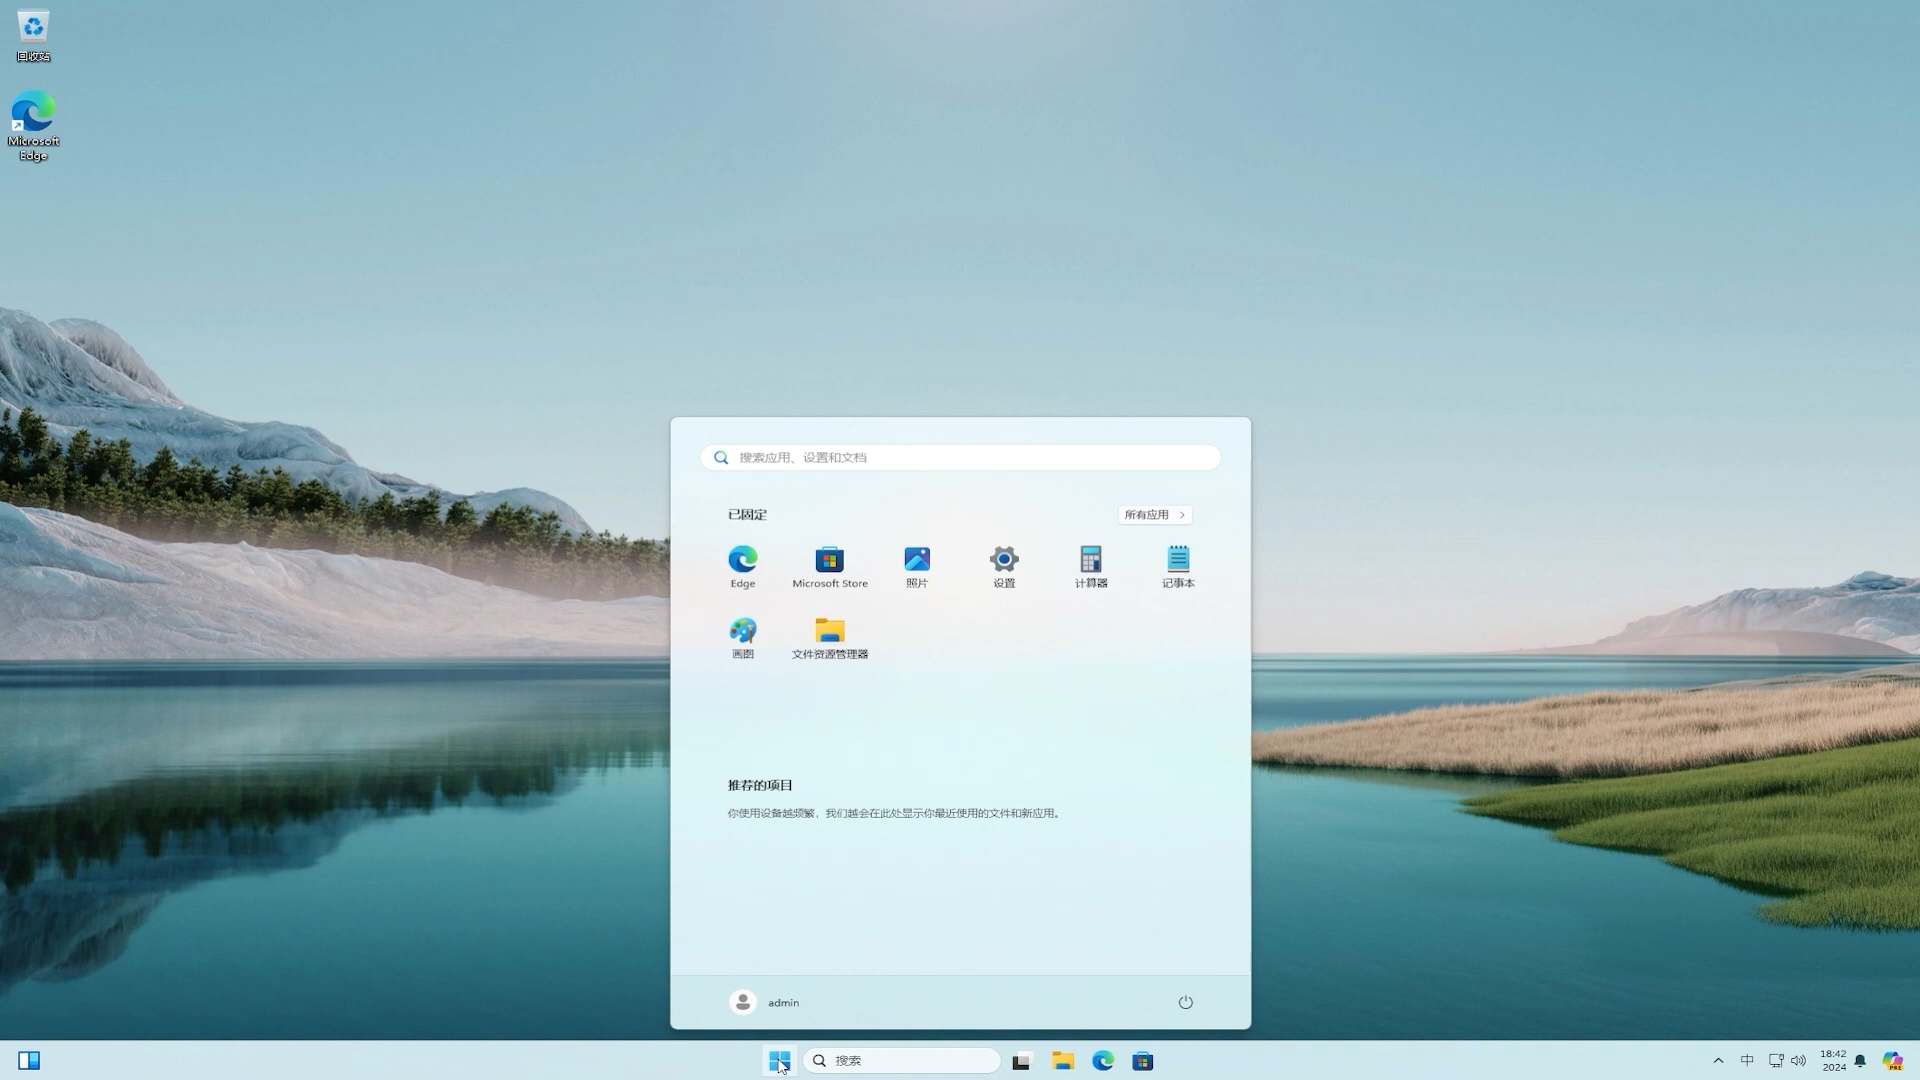 回收站
Microsoft
Edge
搜索应用、设置和文档
已固定
所有应用
Edge
Microsoft Store
照片
设置
计算器
记事本
画图
文件资源管理器
推荐的项目
你使用设备越频繁，我们越会在此处显示你最近使用的文件和新应用。
admin
搜索
中
18:42
2024
PRE